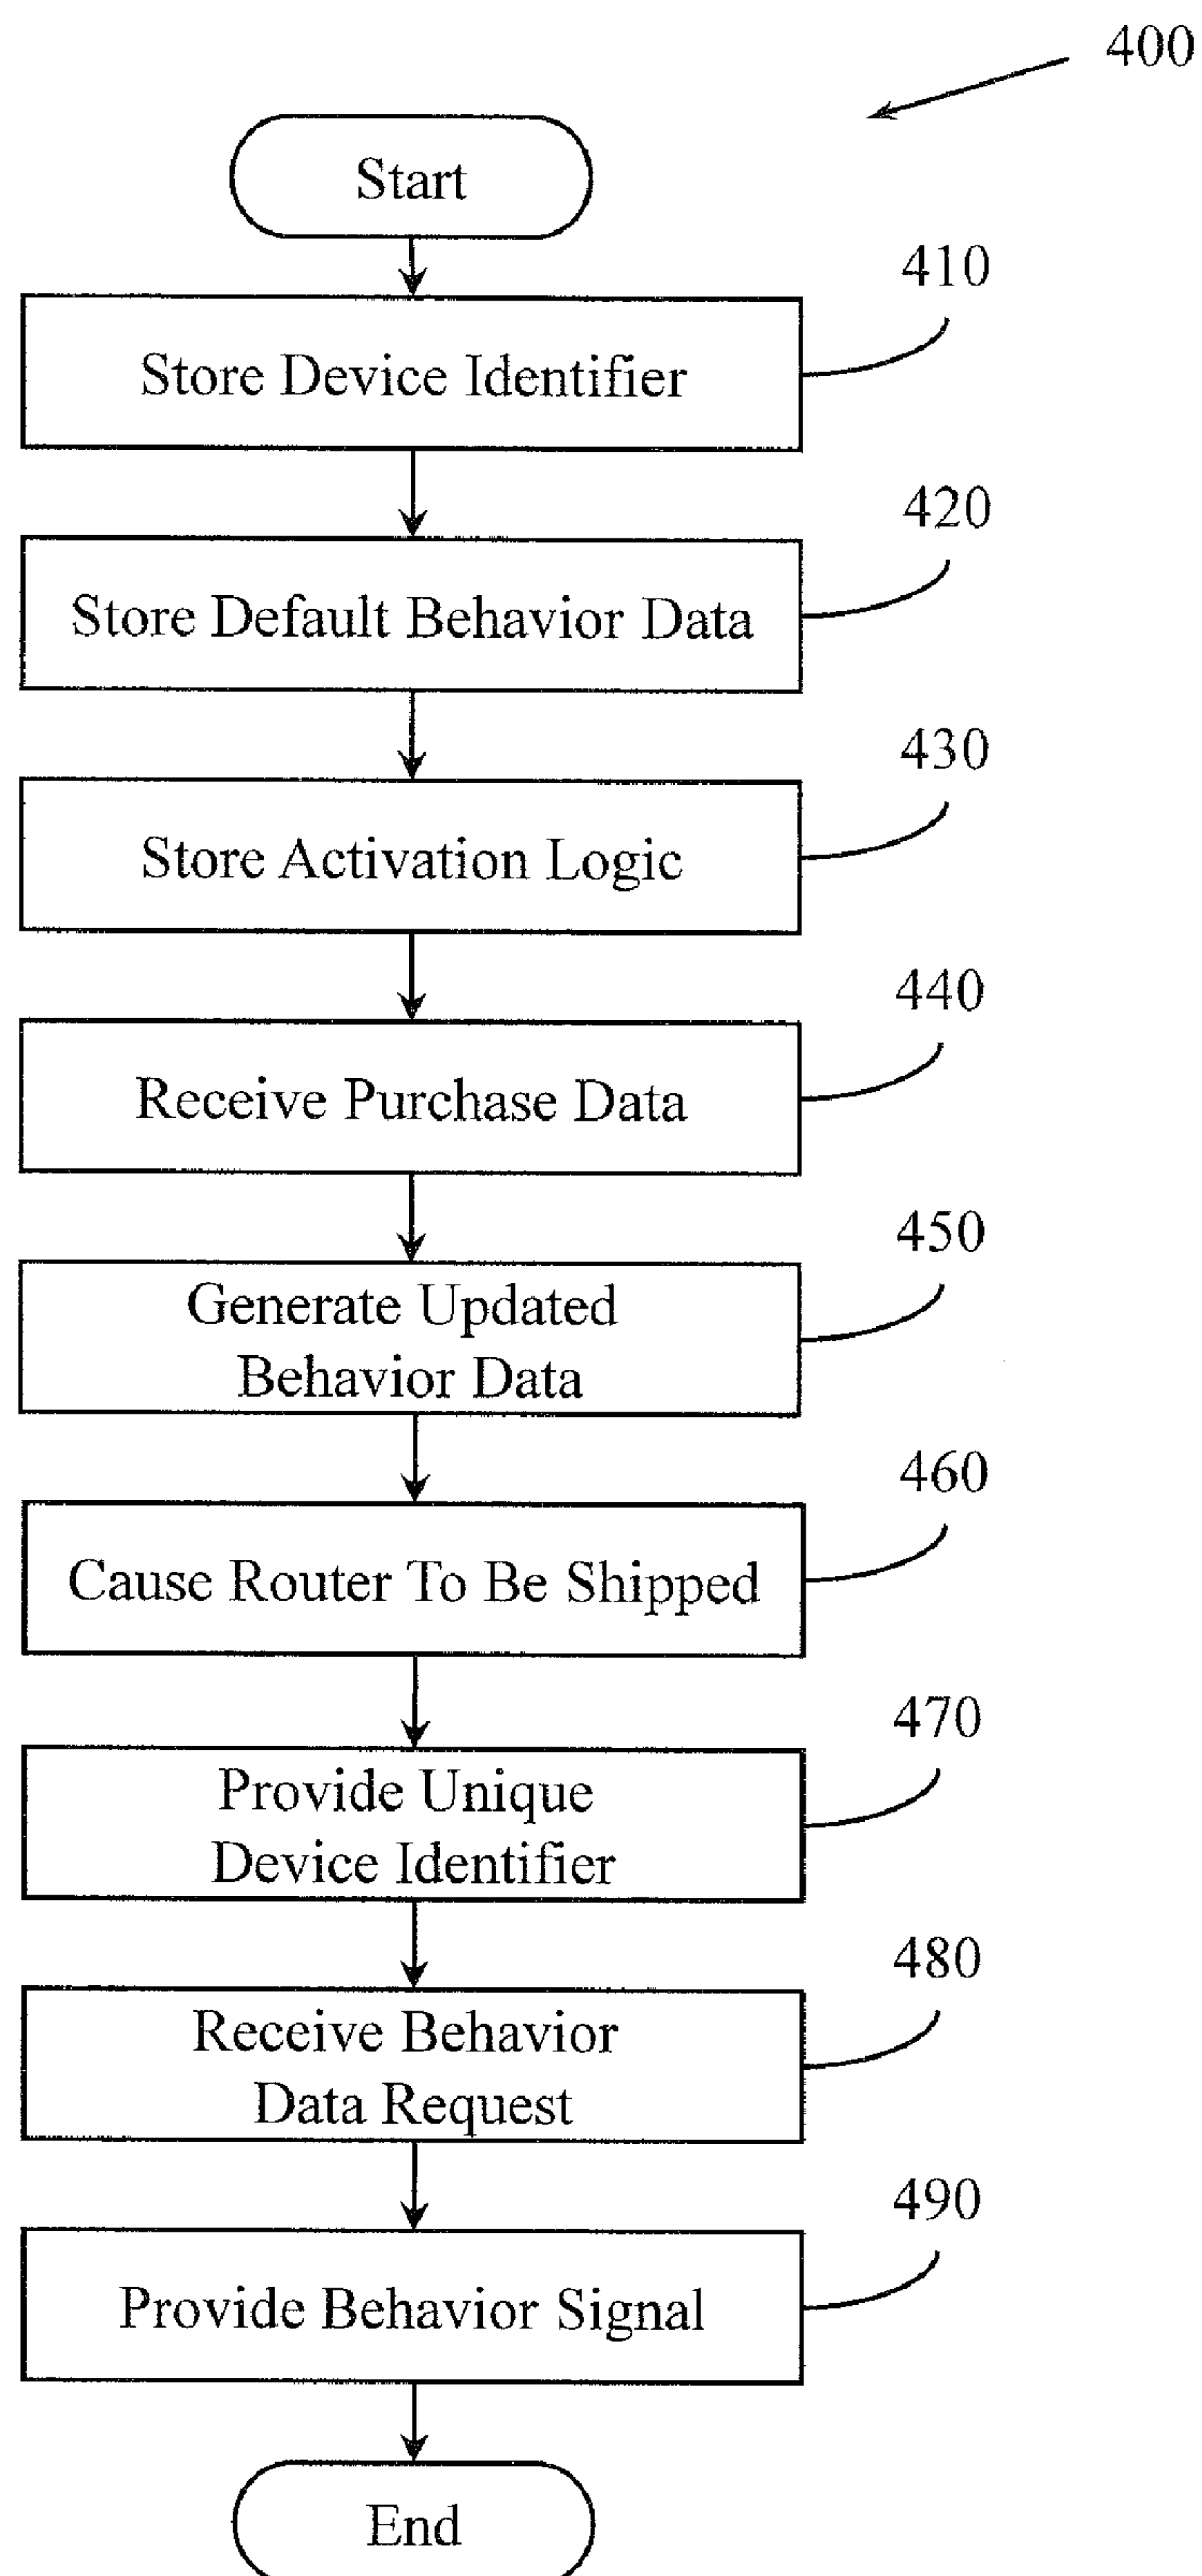 400
Start
410
Store Device Identifier
420
Store Default Behavior Data
430
Store Activation Logic
440
Receive Purchase Data
450
Generate Updated
Behavior Data
460
Cause Router To Be Shipped
470
Provide Unique
Device Identifier
480
Receive Behavior
Data Request
490
Provide Behavior Signal
End